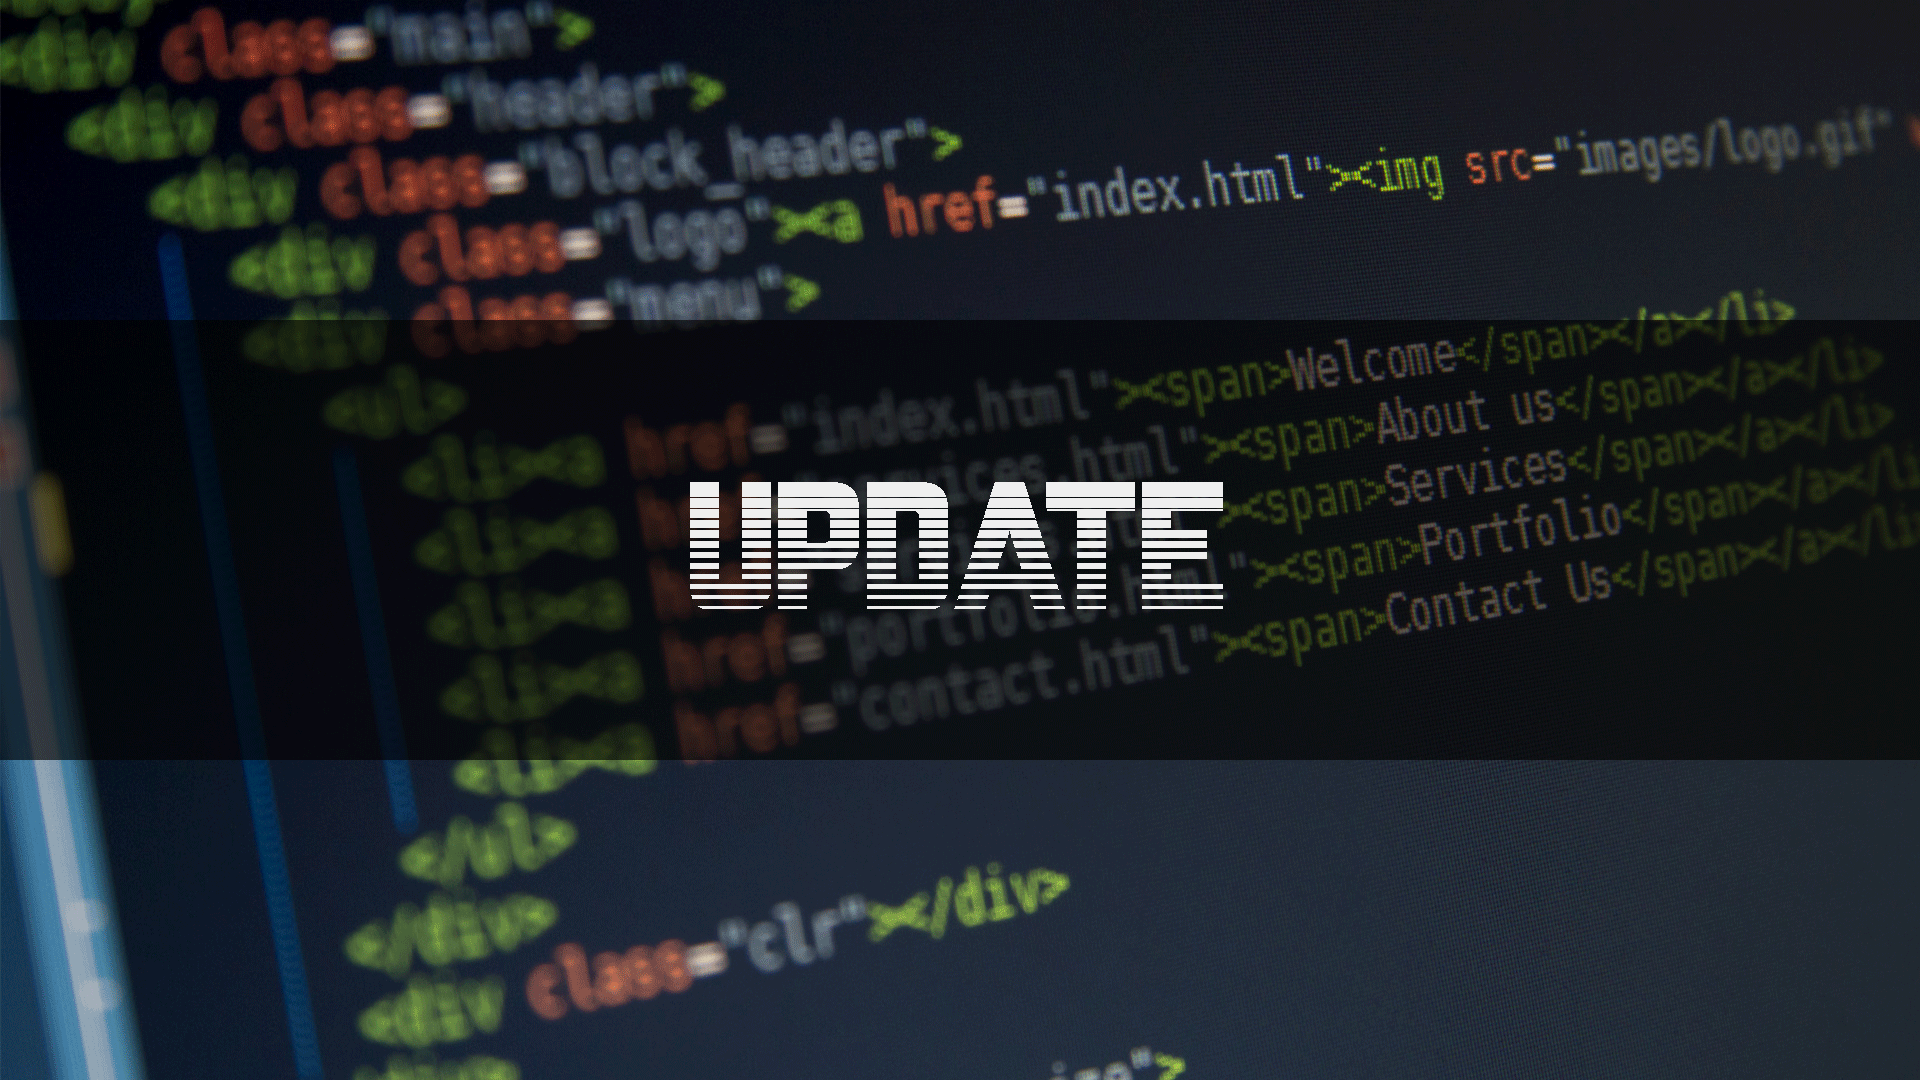 <div class="main">
<div class="header">
<div class="block_header">
<div class="logo"><a href="index.html"><img src="images/logo.gif"
<div class="menu">
<ul>
<li><a href="index.html"><span>Welcome</span></a></li>
<li><a href="services.html"><span>About us</span></a></li>
<li><a ><span>Services</span></a></li>
<li><a href="portfolio.html"><span>Portfolio</span></a></li>
<li><a href="contact.html"><span>Contact Us</span></a></li>
UPDATE
</ul>
</div>
<div class="clr"></div>